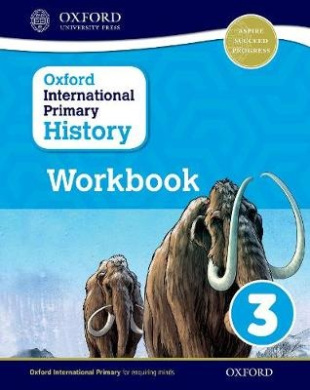 OXFORD
UNIVERSITY PRESS
ASPIRE
SUCCEED
PROGRESS
Oxford
International
Primary
History
Workbook
3
Oxford International Primary for enquiring minds
OXFORD